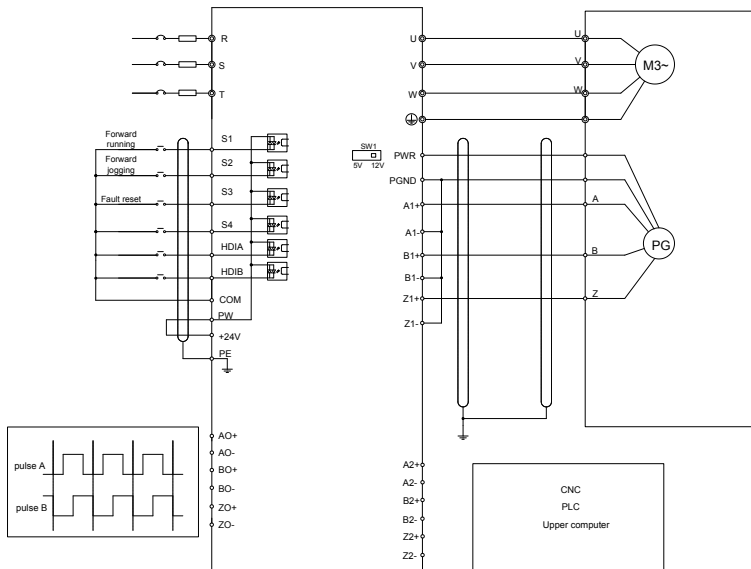 R
S
T
Forward
running
S1
Forward
jogging
S2
Fault reset
S3
S4
HDIA
HDIB
COM
PW
+24V
PE
U
V
W
SW1
5V 12V
PWR
PGND
A1+
A1-
B1+
B1-
Z1+
Z1-
U
V
W
M3~
A
B
Z
PG
pulse A
pulse B
AO+
AO-
BO+
BO-
ZO+
ZO-
A2+
A2-
B2+
B2-
Z2+
Z2-
CNC
PLC
Upper computer